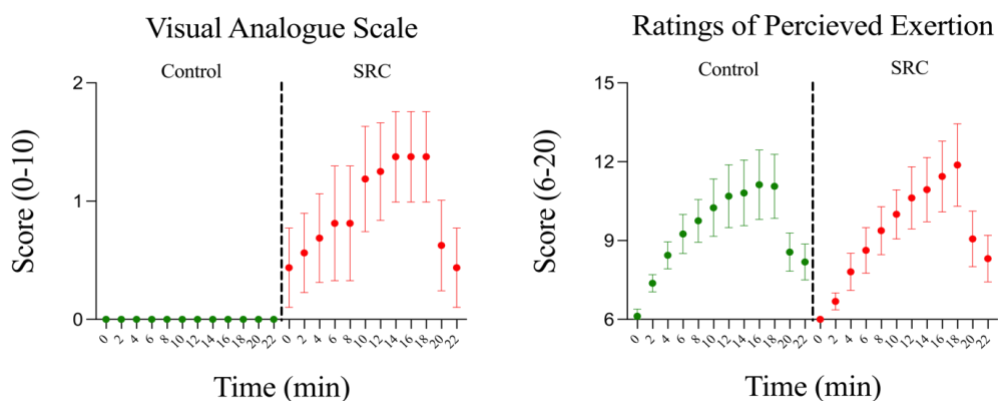 Visual Analogue Scale
Control SRC
2
1
0
Score (0-10)
0 2 4 6 8 10 12 14 16 18 20 22 0 2 4 6 8 10 12 14 16 18 20 22
Time (min)
Ratings of Percieved Exertion
Control SRC
15
12
9
6
Score (6-20)
0 2 4 6 8 10 12 14 16 18 20 22 0 2 4 6 8 10 12 14 16 18 20 22
Time (min)